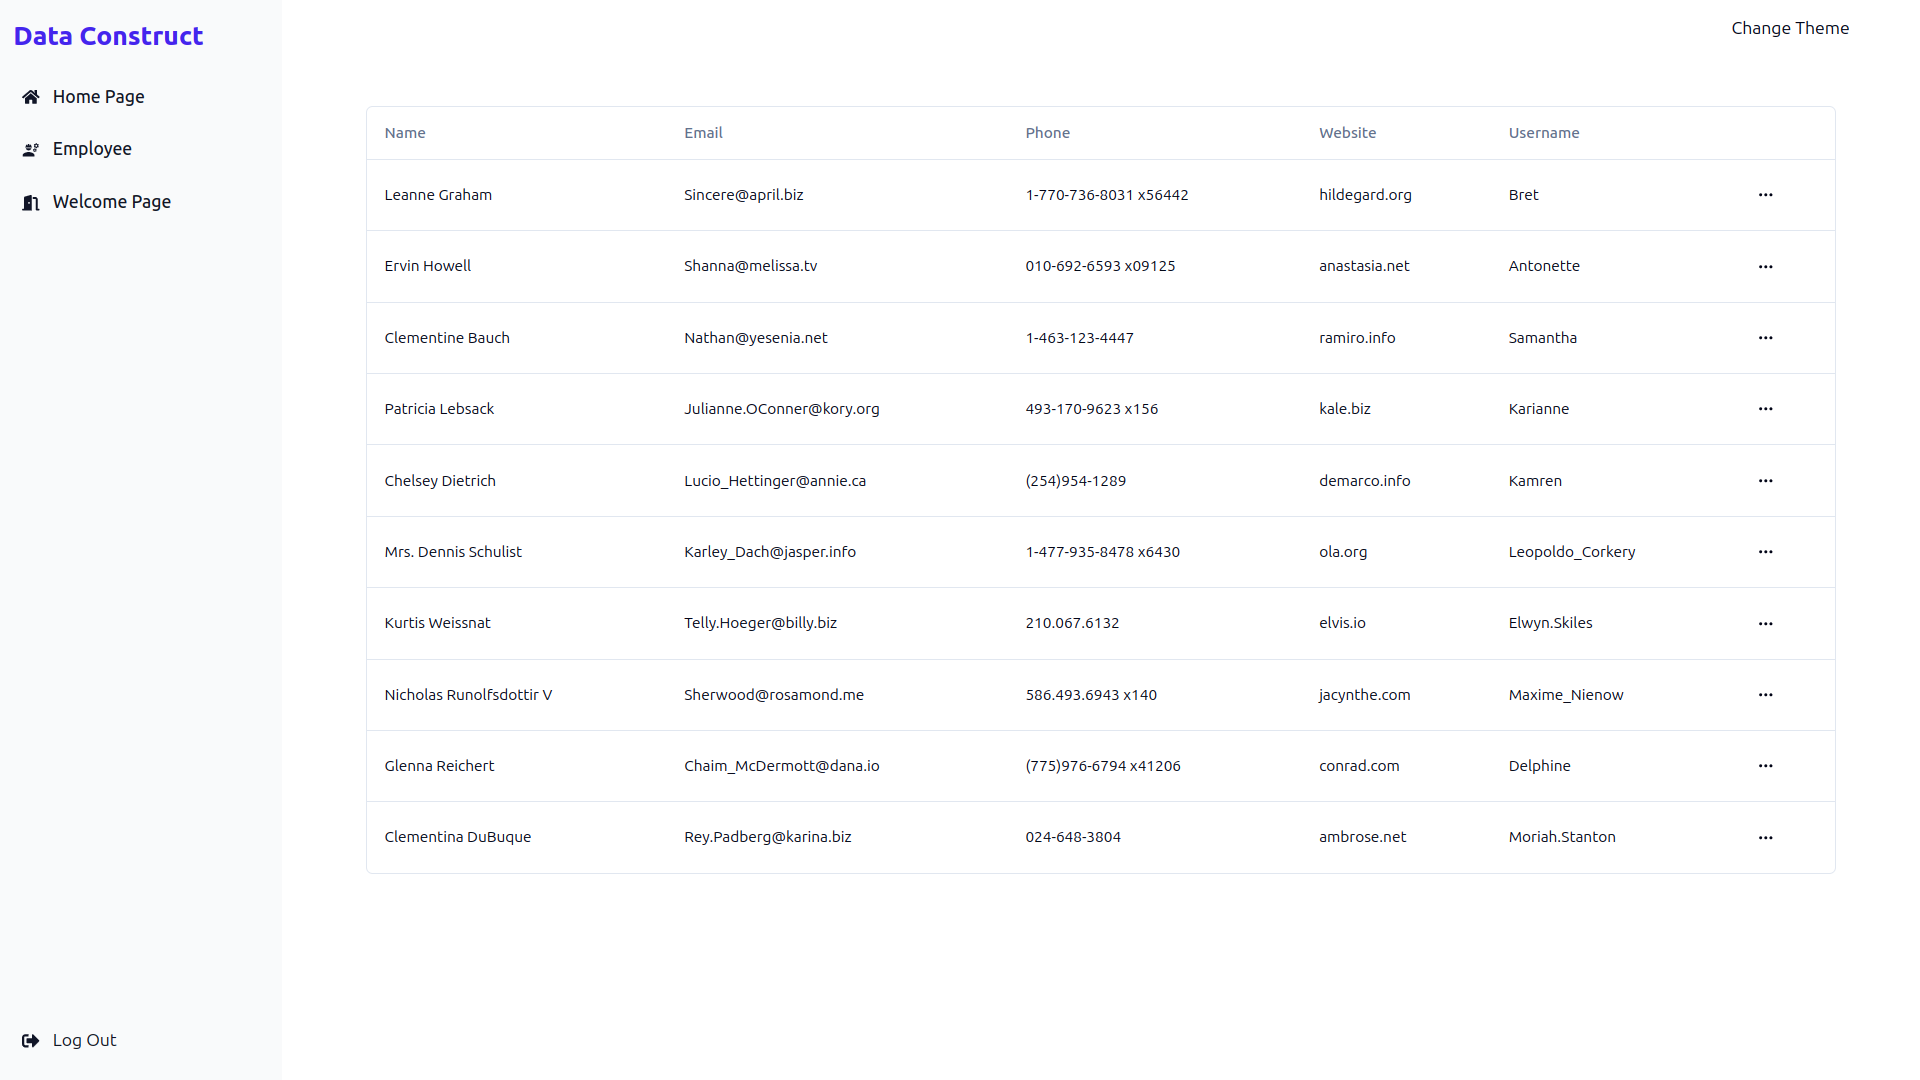 Data Construct
Change Theme
Home Page
Employee
Welcome Page
Name Email Phone Website Username
Leanne Graham Sincere@april.biz 1-770-736-8031 x56442 hildegard.org Bret ...
Ervin Howell Shanna@melissa.tv 010-692-6593 x09125 anastasia.net Antonette ...
Clementine Bauch Nathan@yesenia.net 1-463-123-4447 ramiro.info Samantha ...
Patricia Lebsack Julianne.OConner@kory.org 493-170-9623 x156 kale.biz Karianne ...
Chelsey Dietrich Lucio_Hettinger@annie.ca (254)954-1289 demarco.info Kamren ...
Mrs. Dennis Schulist Karley_Dach@jasper.info 1-477-935-8478 x6430 ola.org Leopoldo_Corkery ...
Kurtis Weissnat Telly.Hoeger@billy.biz 210.067.6132 elvis.io Elwyn.Skiles ...
Nicholas Runolfsdottir V Sherwood@rosamond.me 586.493.6943 x140 jacynthe.com Maxime_Nienow ...
Glenna Reichert Chaim_McDermott@dana.io (775)976-6794 x41206 conrad.com Delphine ...
Clementina DuBuque Rey.Padberg@karina.biz 024-648-3804 ambrose.net Moriah.Stanton ...
Log Out